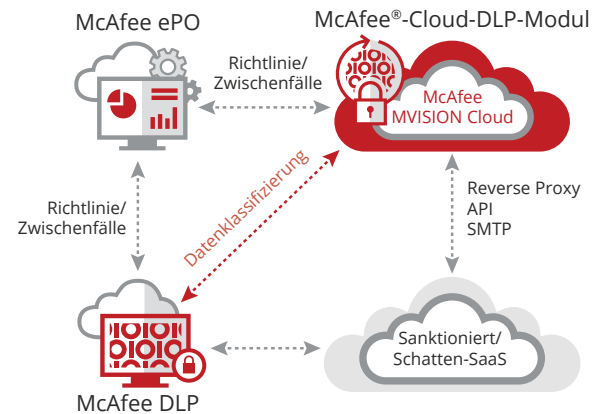 McAfee ePO
McAfee®-Cloud-DLP-Modul
Richtlinie/
Zwischenfälle
McAfee
MVISION Cloud
Datenklassifizierung
Richtlinie/
Zwischenfälle
Reverse Proxy
API
SMTP
Sanktioniert/
Schatten-SaaS
McAfee DLP